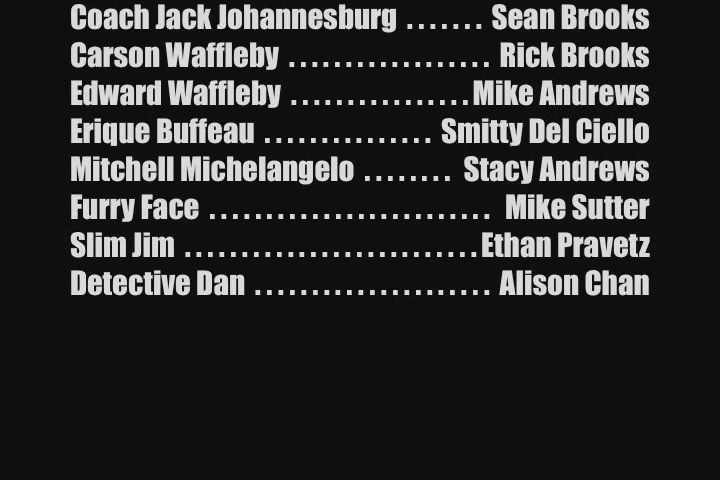 Coach Jack Johannesburg ....... Sean Brooks
Carson Waffleby .................. Rick Brooks
Edward Waffleby ................Mike Andrews
Erique Buffeau ............... Smitty Del Ciello
Mitchell Michelangelo ........ Stacy Andrews
Furry Face ......................... Mike Sutter
Slim Jim ..........................Ethan Pravetz
Detective Dan ..................... Alison Chan